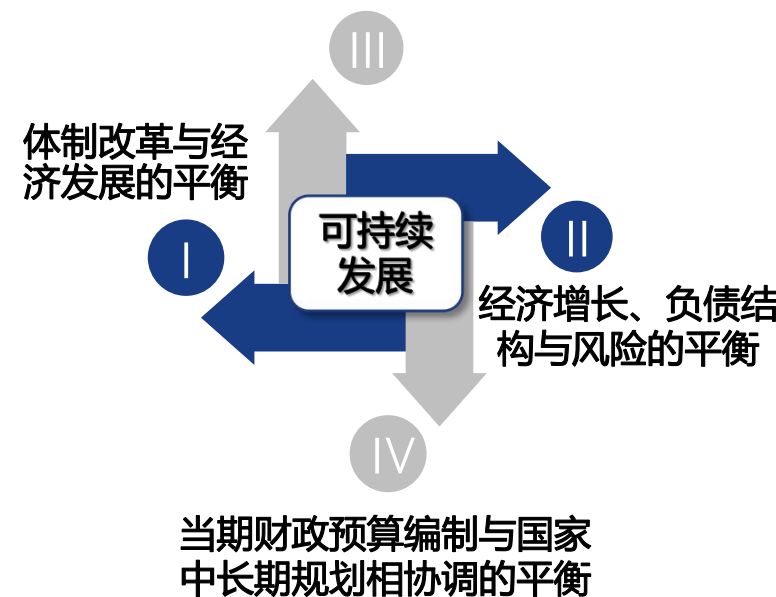 III
体制改革与经
济发展的平衡
I
可持续
发展
II
经济增长、负债结
构与风险的平衡
IV
当期财政预算编制与国家
中长期规划相协调的平衡